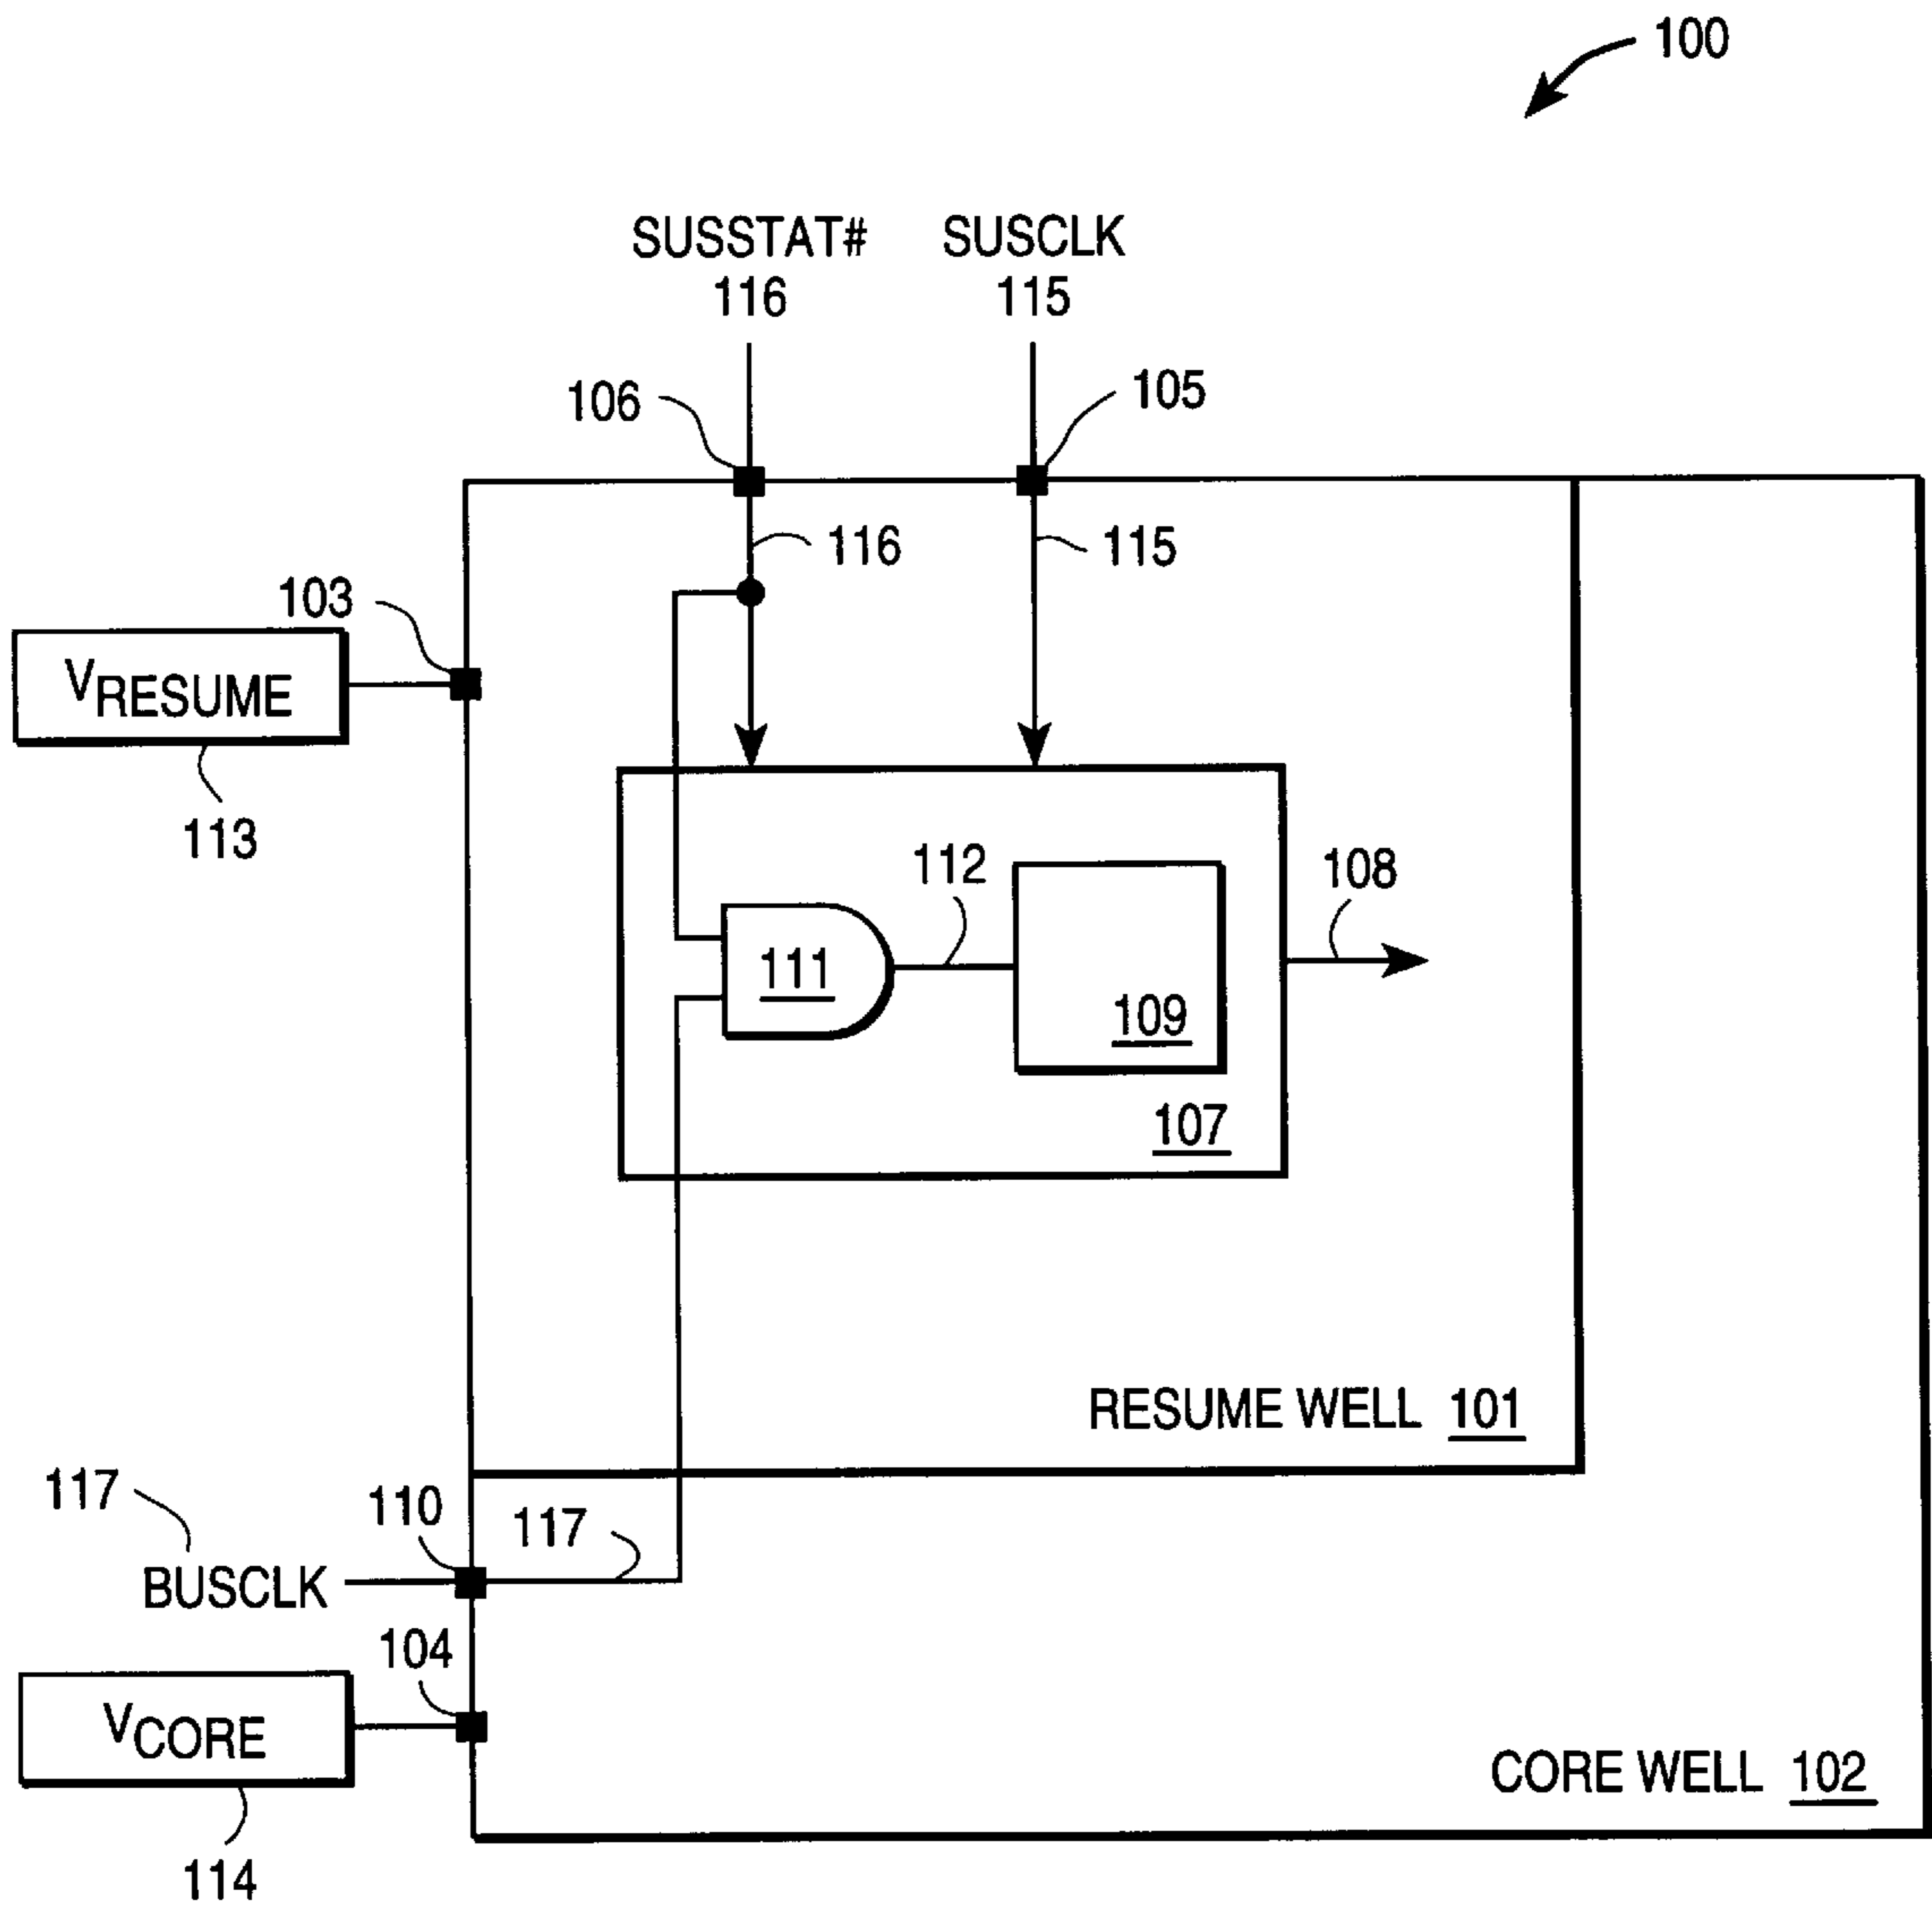 100
SUSSTAT#
116
SUSCLK
115
106
105
116
115
103
VRESUME
113
112
108
111
109
107
RESUME WELL 101
117
110
117
BUSCLK
104
VCORE
CORE WELL 102
114